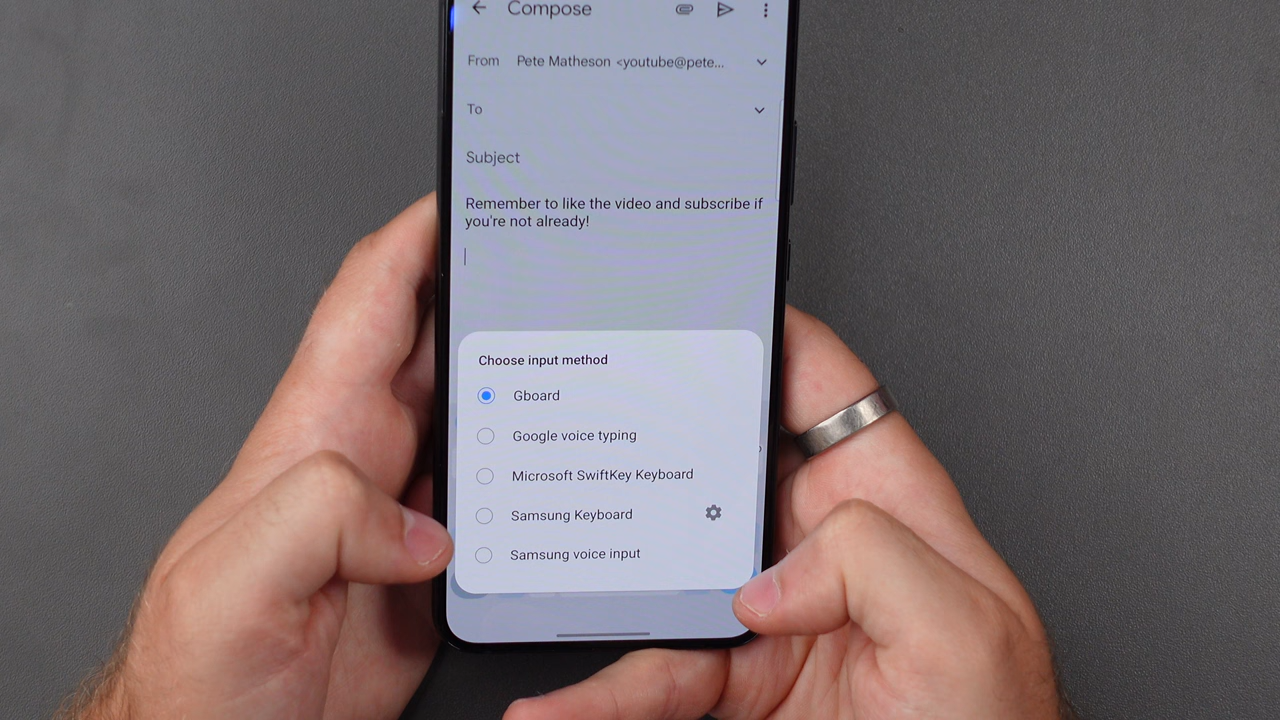 Compose
From Pete Matheson <youtube@pete...
To
Subject
Remember to like the video and subscribe if
you're not already!
Choose input method
Gboard
Google voice typing
Microsoft SwiftKey Keyboard
Samsung Keyboard
Samsung voice input